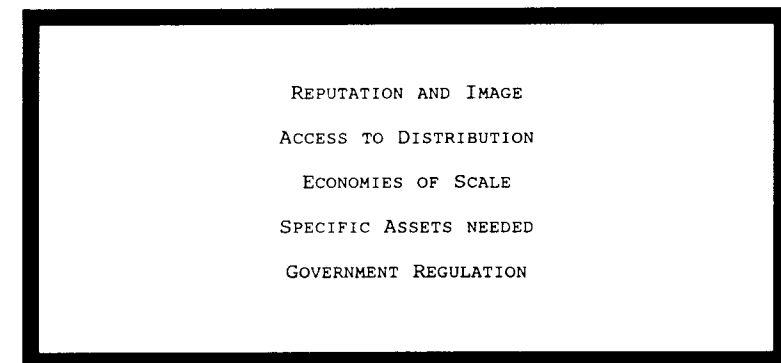 REPUTATION AND IMAGE
ACCESS TO DISTRIBUTION
ECONOMIES OF SCALE
SPECIFIC ASSETS NEEDED
GOVERNMENT REGULATION